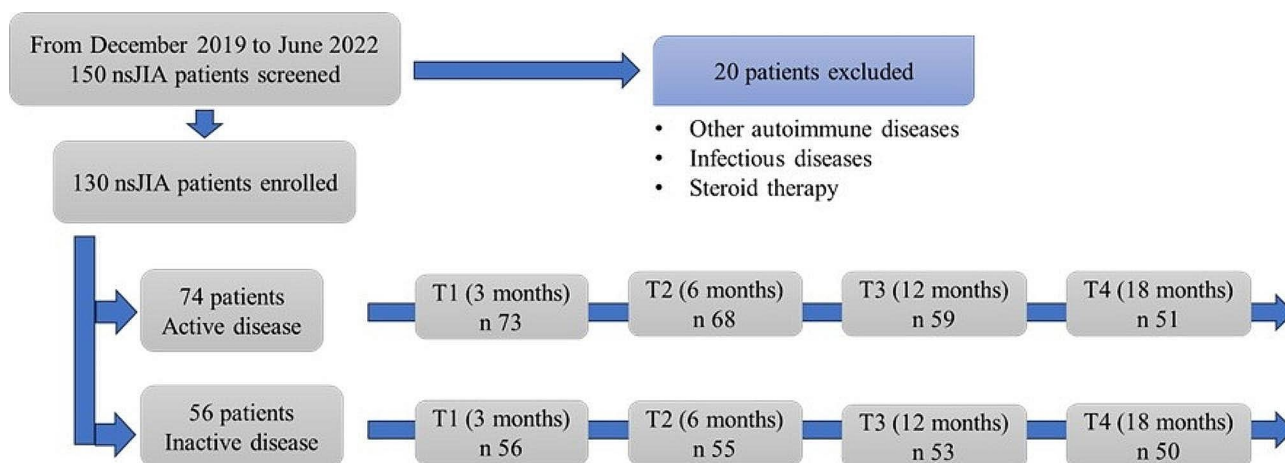 From December 2019 to June 2022
150 nsJIA patients screened
20 patients excluded
• Other autoimmune diseases
• Infectious diseases
• Steroid therapy
130 nsJIA patients enrolled
74 patients
Active disease
T1 (3 months)
n 73
T2 (6 months)
n 68
T3 (12 months)
n 59
T4 (18 months)
n 51
56 patients
Inactive disease
T1 (3 months)
n 56
T2 (6 months)
n 55
T3 (12 months)
n 53
T4 (18 months)
n 50